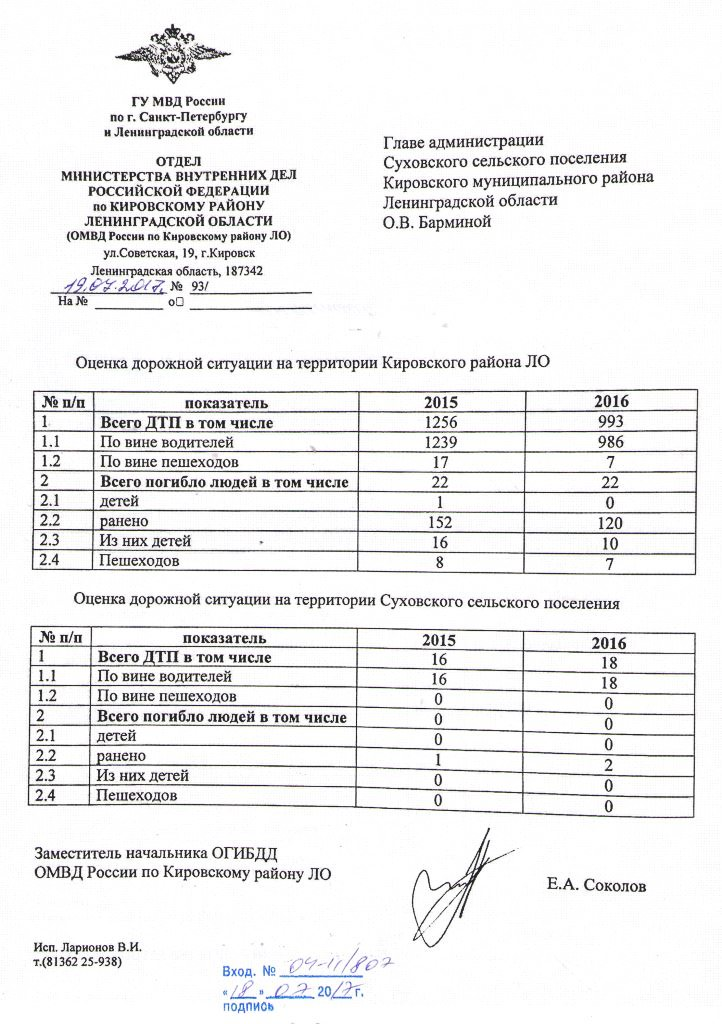 ГУ МВД России
по г. Санкт-Петербургу
и Ленинградской области
ОТДЕЛ
МИНИСТЕРСТВА ВНУТРЕННИХ ДЕЛ
РОССИЙСКОЙ ФЕДЕРАЦИИ
по КИРОВСКОМУ РАЙОНУ
ЛЕНИНГРАДСКОЙ ОБЛАСТИ
(ОМВД России по Кировскому району ЛО)
ул.Советская, 19, г.Кировск
Ленинградская область, 187342
19.07.2017. № 93/
На № ____________ о□ ____________
Главе администрации
Суховского сельского поселения
Кировского муниципального района
Ленинградской области
О.В. Барминой
Оценка дорожной ситуации на территории Кировского района ЛО
№ п/п показатель 2015 2016
1 Всего ДТП в том числе 1256 993
1.1 По вине водителей 1239 986
1.2 По вине пешеходов 17 7
2 Всего погибло людей в том числе 22 22
2.1 детей 1 0
2.2 ранено 152 120
2.3 Из них детей 16 10
2.4 Пешеходов 8 7
Оценка дорожной ситуации на территории Суховского сельского поселения
№ п/п показатель 2015 2016
1 Всего ДТП в том числе 16 18
1.1 По вине водителей 16 18
1.2 По вине пешеходов 0 0
2 Всего погибло людей в том числе 0 0
2.1 детей 0 0
2.2 ранено 1 2
2.3 Из них детей 0 0
2.4 Пешеходов 0 0
Заместитель начальника ОГИБДД
ОМВД России по Кировскому району ЛО
Е.А. Соколов
Исп. Ларионов В.И.
т.(81362 25-938)
Вход. № 04-11/807
«18» 07 2017г.
подпись